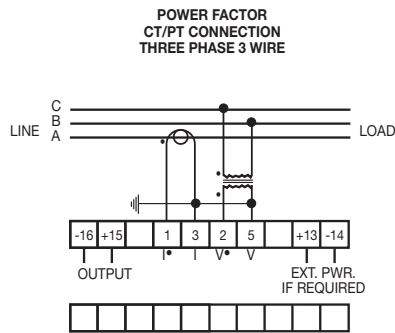 POWER FACTOR
CT/PT CONNECTION
THREE PHASE 3 WIRE
C
B
LINE A LOAD
-16 +15 1 3 2 5 +13 -14
I• I V• V
OUTPUT EXT. PWR.
IF REQUIRED